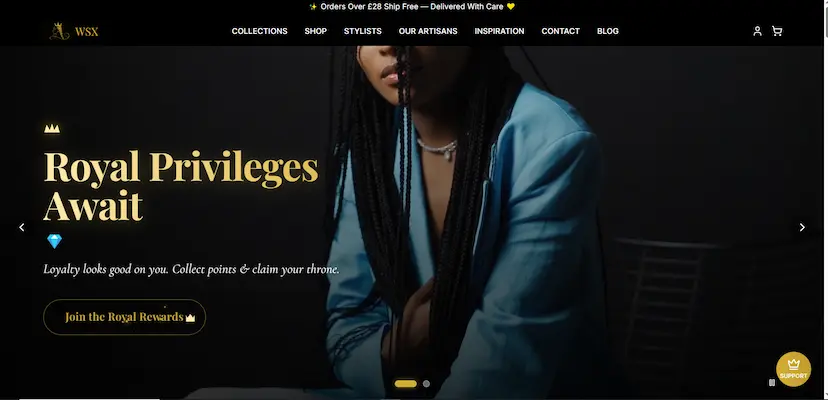 ✨ Orders Over £28 Ship Free — Delivered With Care 💛
WSX
COLLECTIONS SHOP STYLISTS OUR ARTISANS INSPIRATION CONTACT BLOG
Royal Privileges
Await
Loyalty looks good on you. Collect points & claim your throne.
Join the Royal Rewards
SUPPORT